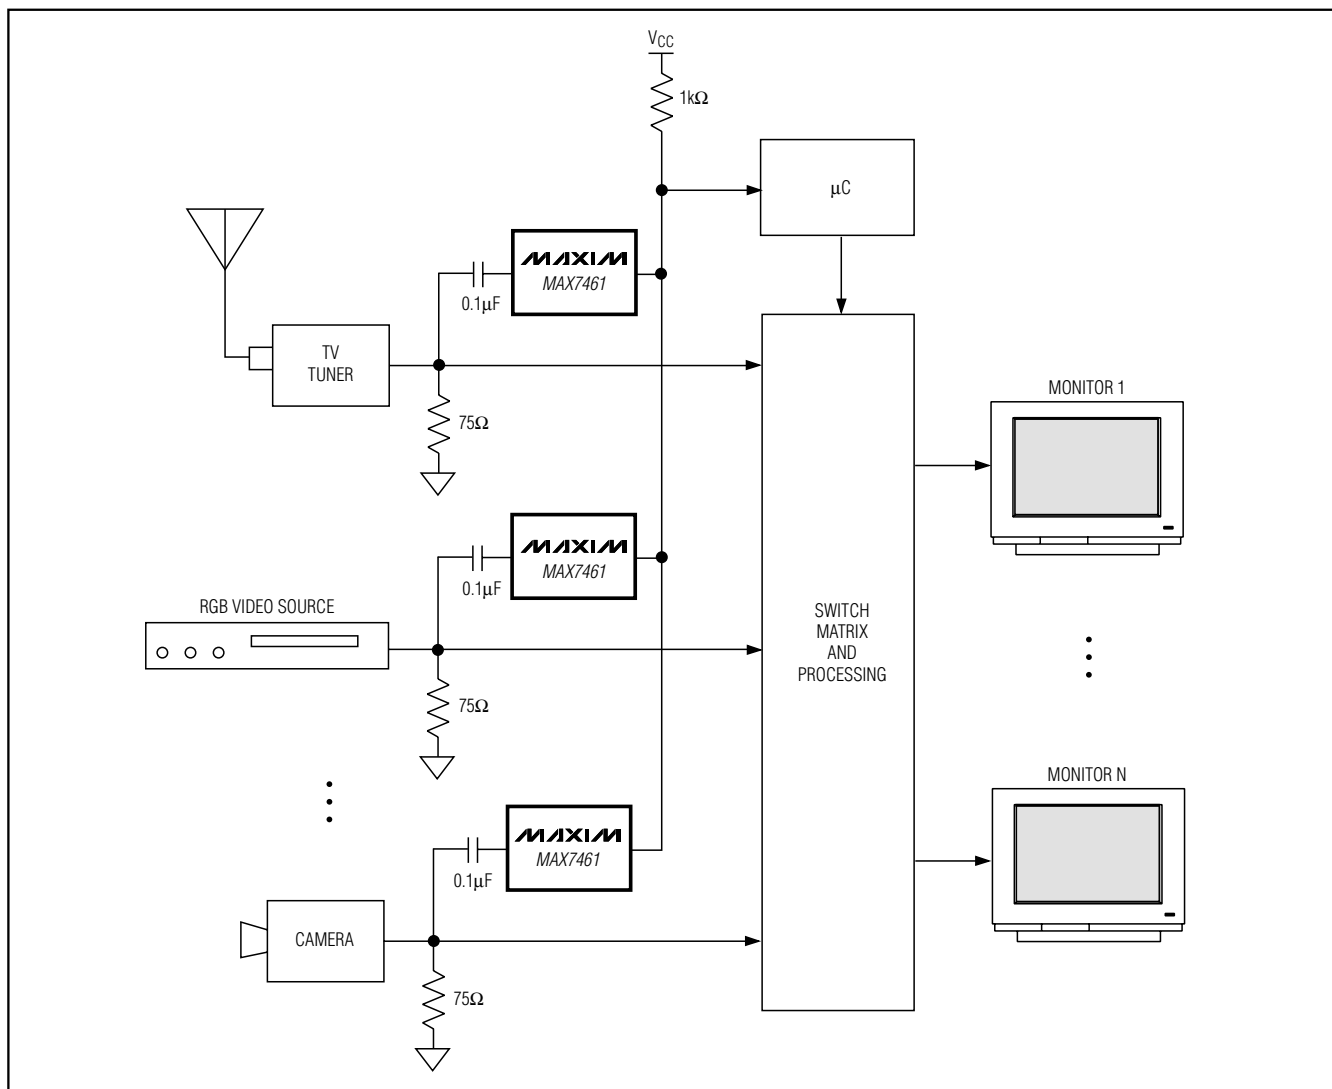 VCC
1kΩ
µC
MAXIM
MAX7461
0.1µF
TV
TUNER
75Ω
MONITOR 1
MAXIM
MAX7461
0.1µF
RGB VIDEO SOURCE
75Ω
SWITCH
MATRIX
AND
PROCESSING
MONITOR N
MAXIM
MAX7461
0.1µF
CAMERA
75Ω